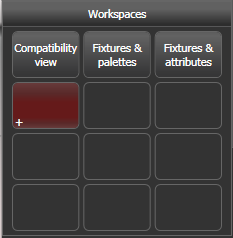 Workspaces
Compatibility view
Fixtures & palettes
Fixtures & attributes
+